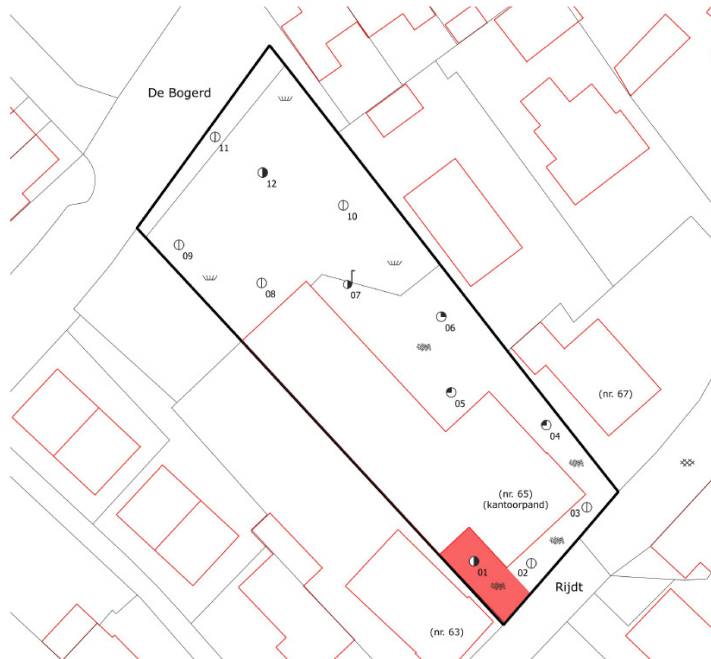 De Bogerd
11
12
10
09
08
07
06
05
(nr. 67)
04
(nr. 65)
(kantoorpand)
03
01
02
Rijdt
(nr. 63)